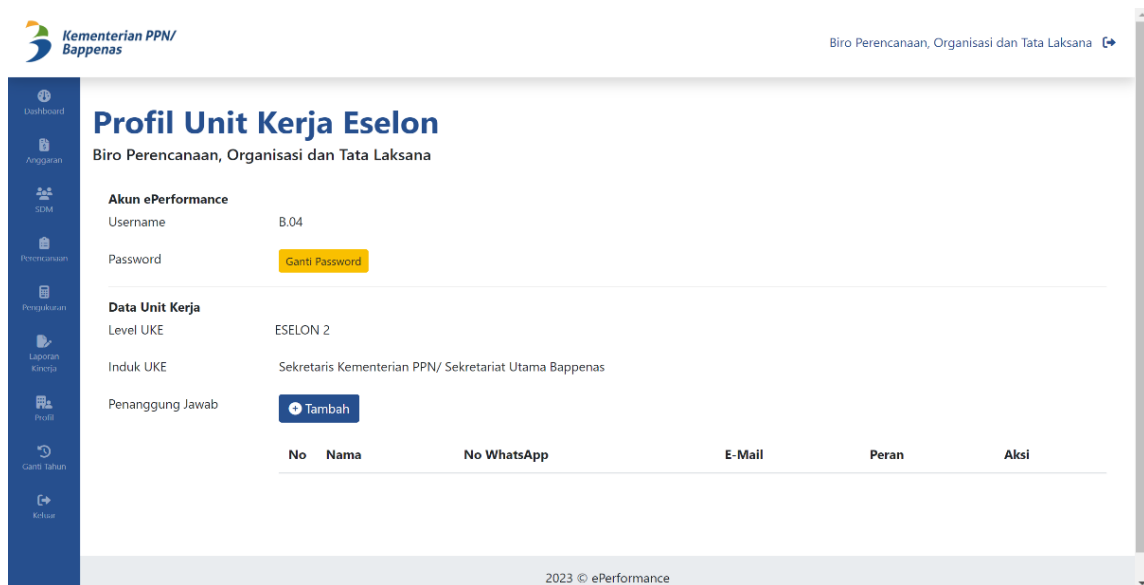 Kementerian PPN/
Bappenas
Biro Perencanaan, Organisasi dan Tata Laksana
Dashboard
Anggaran
SDM
Perencanaan
Pengukuran
Laporan
Kinerja
Profil
Ganti Tahun
Keluar
Profil Unit Kerja Eselon
Biro Perencanaan, Organisasi dan Tata Laksana
Akun ePerformance
Username B.04
Password Ganti Password
Data Unit Kerja
Level UKE ESELON 2
Induk UKE Sekretaris Kementerian PPN/ Sekretariat Utama Bappenas
Penanggung Jawab Tambah
No Nama No WhatsApp E-Mail Peran Aksi
2023 © ePerformance